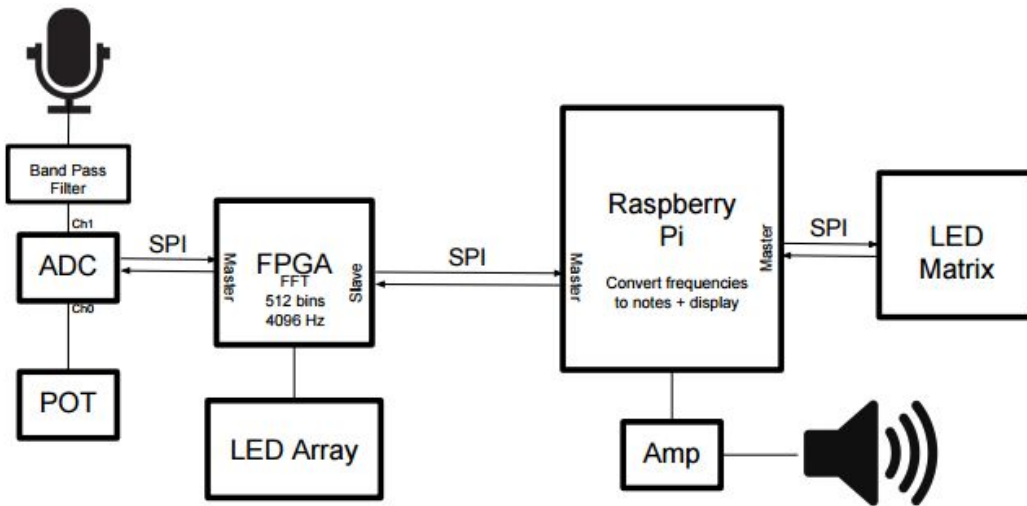 Band Pass
Filter
Ch1
ADC
Ch0
POT
SPI
Master
FPGA
FFT
512 bins
4096 Hz
Slave
LED Array
SPI
Master
Raspberry
Pi
Convert frequencies
to notes + display
Master
Amp
SPI
LED
Matrix